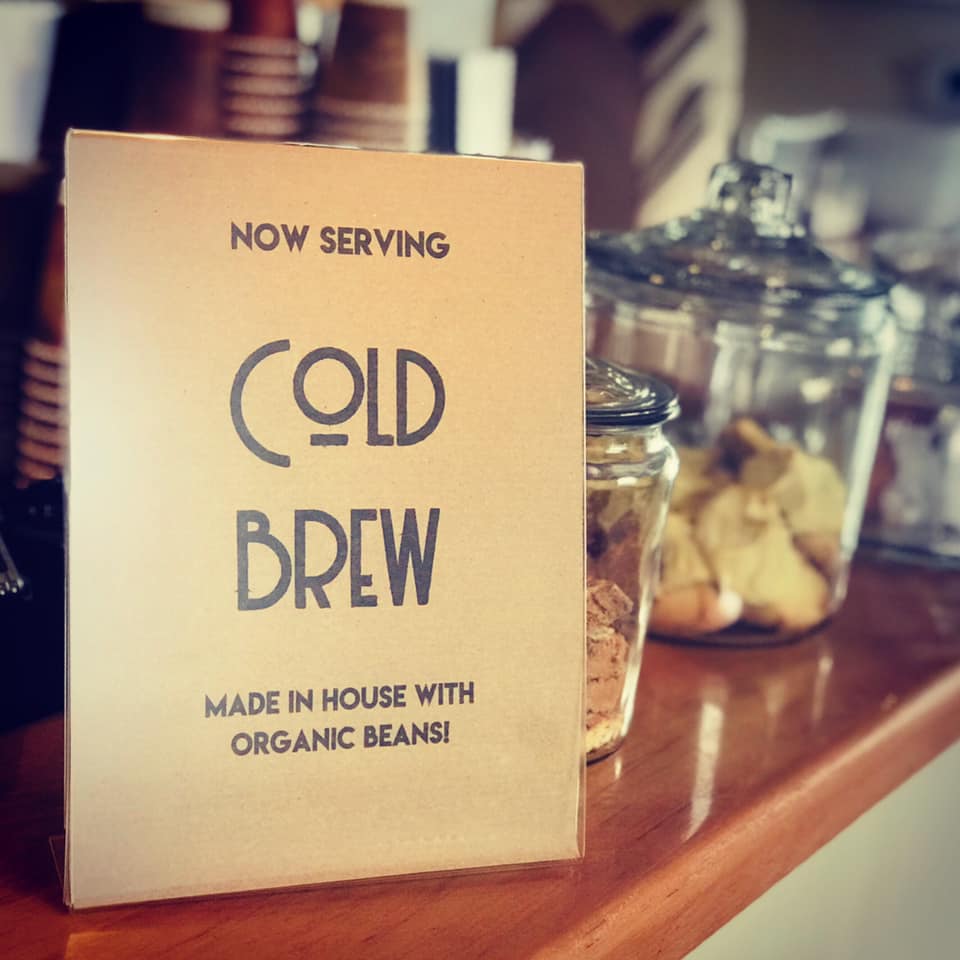 NOW SERVING
COLD
BREW
MADE IN HOUSE WITH
ORGANIC BEANS!